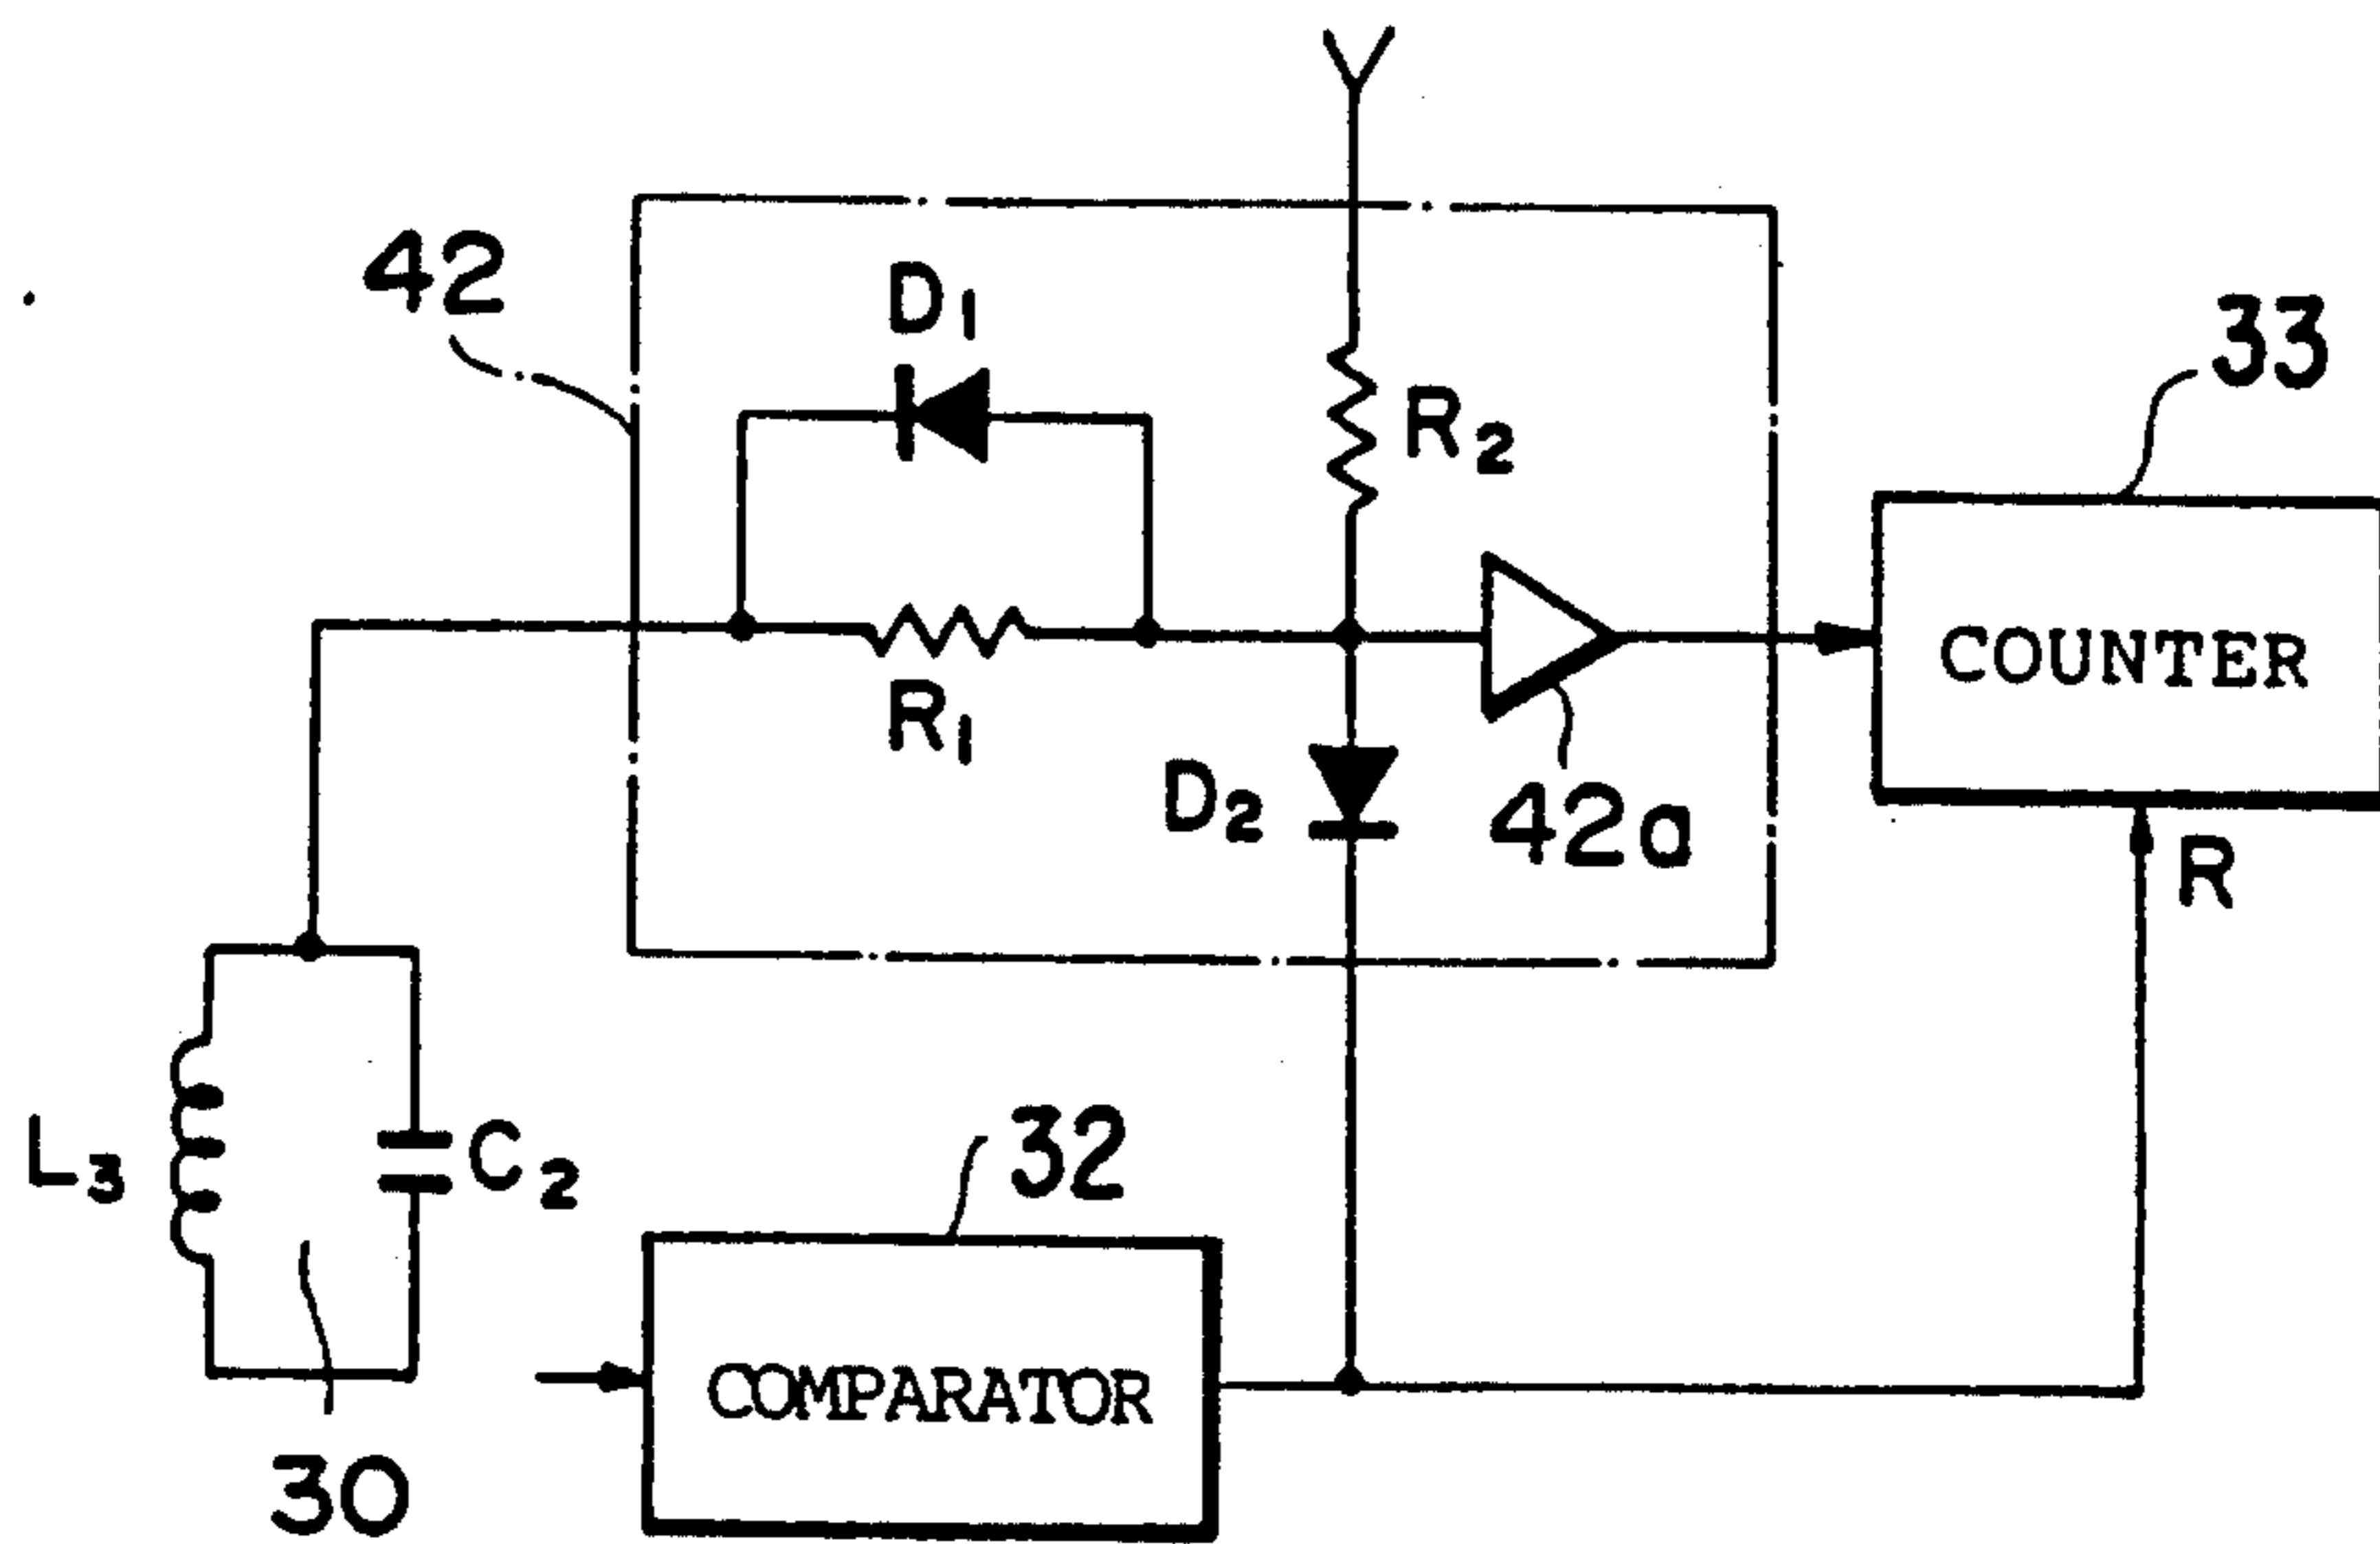 42
D1
R2
33
COUNTER
R1
D2
42a
R
L3
C2
32
COMPARATOR
30